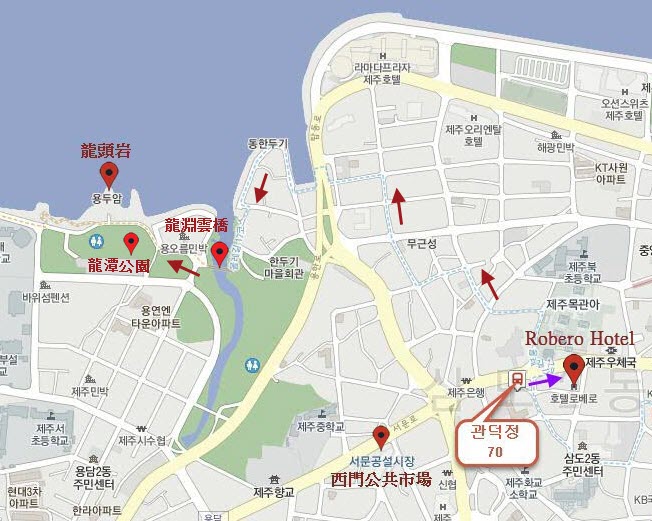 라마다프라자
제주호텔
탑동로
오션스위츠
제주호텔
제주오리엔탈
호텔
해광민박
동한두기
KT사원
아파트
龍頭岩
용두암
龍淵雲橋
용오름민박
龍潭公園
한두기
마을회관
용한로
무근성
제주북
초등학교
중앙
바위섬펜션
용연엔
타운아파트
제주목관아
Robero Hotel
제주우체국
제주은행
호텔로베로
제주민박
제주서
초등학교
제주시수협
제주중학교
서문로
관덕정
70
서문공설시장
西門公共市場
삼도2동
주민센터
용담2동
주민센터
신협
제주화교
소학교
제주향교
현대3차
아파트
한라아파트
용담